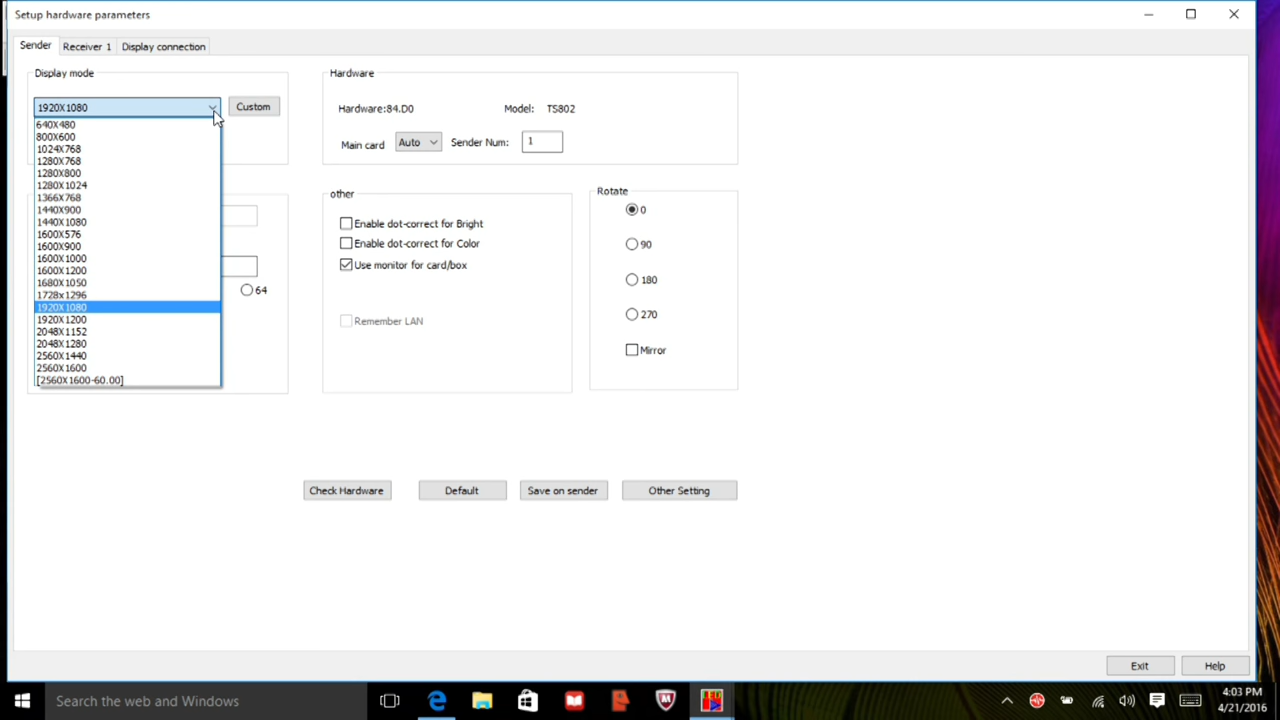 Setup hardware parameters
Sender
Receiver 1
Display connection
Display mode
1920X1080
Custom
640X480
800X600
1024X768
1280X768
1280X800
1280X1024
1366X768
1440X900
1440X1080
1600X576
1600X900
1600X1000
1600X1200
1680X1050
1728x1296
1920X1080
1920X1200
2048X1152
2048X1280
2560X1440
2560X1600
[2560X1600-60.00]
64
Hardware
Hardware:84.D0 Model: TS802
Main card Auto Sender Num: 1
other
Enable dot-correct for Bright
Enable dot-correct for Color
Use monitor for card/box
Remember LAN
Rotate
0
90
180
270
Mirror
Check Hardware
Default
Save on sender
Other Setting
Exit
Help
Search the web and Windows
4:03 PM
4/21/2016